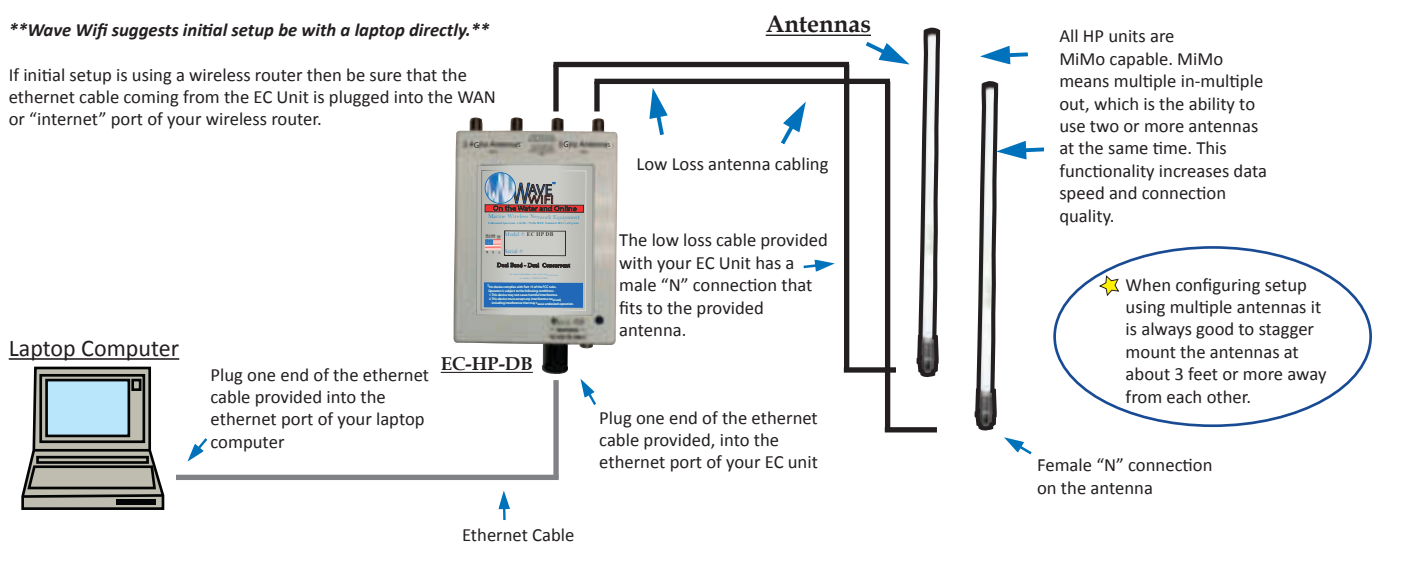 **Wave Wifi suggests initial setup be with a laptop directly.**
If initial setup is using a wireless router then be sure that the
ethernet cable coming from the EC Unit is plugged into the WAN
or “internet” port of your wireless router.
Antennas
All HP units are
MiMo capable. MiMo
means multiple in-multiple
out, which is the ability to
use two or more antennas
at the same time. This
functionality increases data
speed and connection
quality.
Low Loss antenna cabling
WAVE
WIFI
On the Water and Online
Marine Wireless Network Equipment
Model #: EC HP DB
Serial #:
Dual Band - Dual Concurrent
The low loss cable provided
with your EC Unit has a
male “N” connection that
fits to the provided
antenna.
When configuring setup
using multiple antennas it
is always good to stagger
mount the antennas at
about 3 feet or more away
from each other.
Laptop Computer
EC-HP-DB
Plug one end of the ethernet
cable provided into the
ethernet port of your laptop
computer
Plug one end of the ethernet
cable provided, into the
ethernet port of your EC unit
Female “N” connection
on the antenna
Ethernet Cable